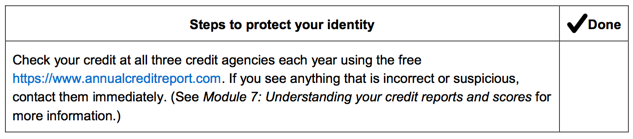 Steps to protect your identity
Done
Check your credit at all three credit agencies each year using the free
https://www.annualcreditreport.com. If you see anything that is incorrect or suspicious,
contact them immediately. (See Module 7: Understanding your credit reports and scores for
more information.)